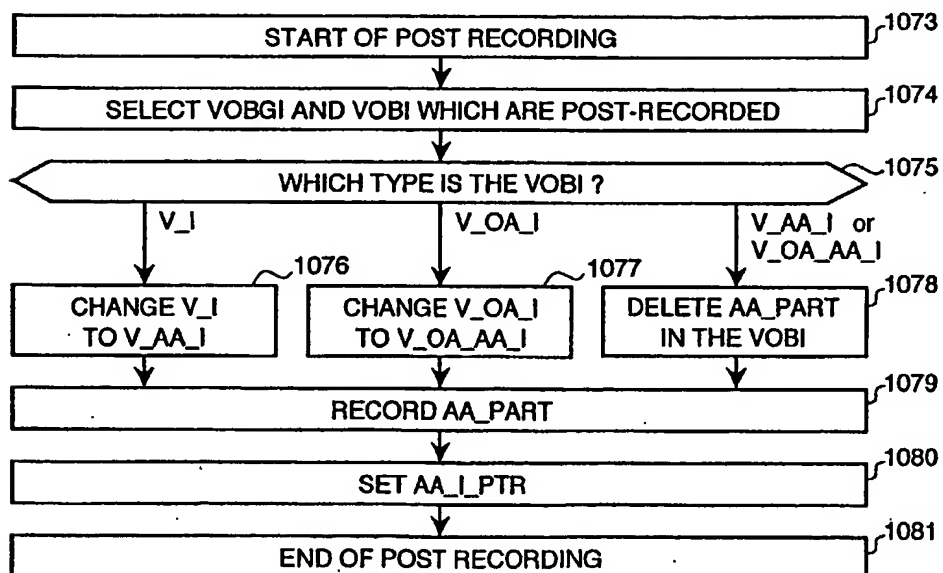 START OF POST RECORDING
1073
SELECT VOBGI AND VOBI WHICH ARE POST-RECORDED
1074
WHICH TYPE IS THE VOBI ?
1075
V_I
V_OA_I
V_AA_I or
V_OA_AA_I
1076
1077
1078
CHANGE V_I
TO V_AA_I
CHANGE V_OA_I
TO V_OA_AA_I
DELETE AA_PART
IN THE VOBI
RECORD AA_PART
1079
SET AA_I_PTR
1080
END OF POST RECORDING
1081